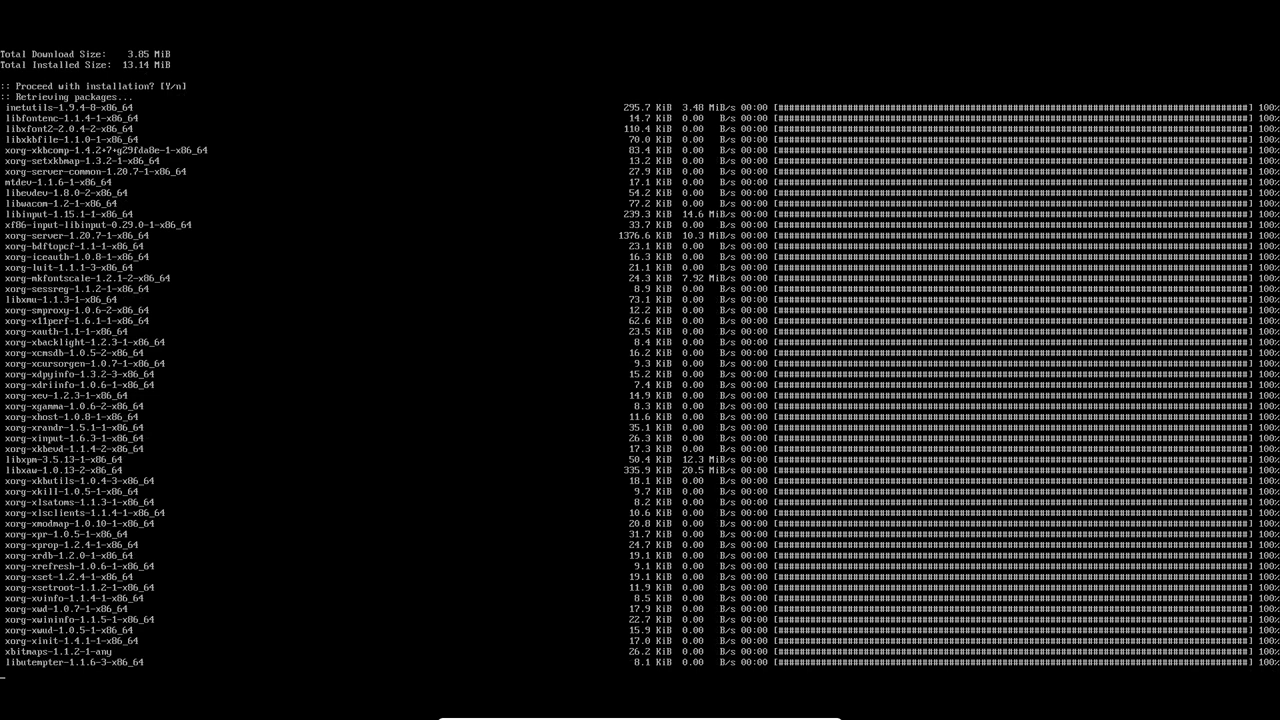 Total Download Size:    3.85 MiB
Total Installed Size:  13.14 MiB
:: Proceed with installation? [Y/n]
:: Retrieving packages...
inetutils-1.9.4-8-x86_64 295.7 KiB 3.48 MiB/s 00:00 [######] 100%
libfontenc-1.1.4-1-x86_64 14.7 KiB 0.00 B/s 00:00 [######] 100%
libxfont2-2.0.4-2-x86_64 110.4 KiB 0.00 B/s 00:00 [######] 100%
libxkbfile-1.1.0-1-x86_64 70.0 KiB 0.00 B/s 00:00 [######] 100%
xorg-xkbcomp-1.4.2+7+g29fda8e-1-x86_64 83.4 KiB 0.00 B/s 00:00 [######] 100%
xorg-setxkbmap-1.3.2-1-x86_64 13.2 KiB 0.00 B/s 00:00 [######] 100%
xorg-server-common-1.20.7-1-x86_64 27.9 KiB 0.00 B/s 00:00 [######] 100%
mtdev-1.1.6-1-x86_64 17.1 KiB 0.00 B/s 00:00 [######] 100%
libevdev-1.8.0-2-x86_64 54.2 KiB 0.00 B/s 00:00 [######] 100%
libwacom-1.2-1-x86_64 77.2 KiB 0.00 B/s 00:00 [######] 100%
libinput-1.15.1-1-x86_64 239.3 KiB 14.6 MiB/s 00:00 [######] 100%
xf86-input-libinput-0.29.0-1-x86_64 33.7 KiB 0.00 B/s 00:00 [######] 100%
xorg-server-1.20.7-1-x86_64 1376.6 KiB 10.3 MiB/s 00:00 [######] 100%
xorg-bdftopcf-1.1-1-x86_64 23.1 KiB 0.00 B/s 00:00 [######] 100%
xorg-iceauth-1.0.8-1-x86_64 16.3 KiB 0.00 B/s 00:00 [######] 100%
xorg-luit-1.1.1-3-x86_64 21.1 KiB 0.00 B/s 00:00 [######] 100%
xorg-mkfontscale-1.2.1-2-x86_64 24.3 KiB 7.92 MiB/s 00:00 [######] 100%
xorg-sessreg-1.1.2-1-x86_64 8.9 KiB 0.00 B/s 00:00 [######] 100%
libxmu-1.1.3-1-x86_64 73.1 KiB 0.00 B/s 00:00 [######] 100%
xorg-smproxy-1.0.6-2-x86_64 12.2 KiB 0.00 B/s 00:00 [######] 100%
xorg-x11perf-1.6.1-1-x86_64 62.6 KiB 0.00 B/s 00:00 [######] 100%
xorg-xauth-1.1-1-x86_64 23.5 KiB 0.00 B/s 00:00 [######] 100%
xorg-xbacklight-1.2.3-1-x86_64 8.4 KiB 0.00 B/s 00:00 [######] 100%
xorg-xcmsdb-1.0.5-2-x86_64 16.2 KiB 0.00 B/s 00:00 [######] 100%
xorg-xcursorgen-1.0.7-1-x86_64 9.3 KiB 0.00 B/s 00:00 [######] 100%
xorg-xdpyinfo-1.3.2-3-x86_64 15.2 KiB 0.00 B/s 00:00 [######] 100%
xorg-xdriinfo-1.0.6-1-x86_64 7.4 KiB 0.00 B/s 00:00 [######] 100%
xorg-xev-1.2.3-1-x86_64 14.9 KiB 0.00 B/s 00:00 [######] 100%
xorg-xgamma-1.0.6-2-x86_64 8.3 KiB 0.00 B/s 00:00 [######] 100%
xorg-xhost-1.0.8-1-x86_64 11.6 KiB 0.00 B/s 00:00 [######] 100%
xorg-xrandr-1.5.1-1-x86_64 35.1 KiB 0.00 B/s 00:00 [######] 100%
xorg-xinput-1.6.3-1-x86_64 26.3 KiB 0.00 B/s 00:00 [######] 100%
xorg-xkbevd-1.1.4-2-x86_64 17.3 KiB 0.00 B/s 00:00 [######] 100%
libxpm-3.5.13-1-x86_64 50.4 KiB 12.3 MiB/s 00:00 [######] 100%
libxaw-1.0.13-2-x86_64 335.9 KiB 20.5 MiB/s 00:00 [######] 100%
xorg-xkbutils-1.0.4-3-x86_64 18.1 KiB 0.00 B/s 00:00 [######] 100%
xorg-xkill-1.0.5-1-x86_64 9.7 KiB 0.00 B/s 00:00 [######] 100%
xorg-xlsatoms-1.1.3-1-x86_64 8.2 KiB 0.00 B/s 00:00 [######] 100%
xorg-xlsclients-1.1.4-1-x86_64 10.6 KiB 0.00 B/s 00:00 [######] 100%
xorg-xmodmap-1.0.10-1-x86_64 20.8 KiB 0.00 B/s 00:00 [######] 100%
xorg-xpr-1.0.5-1-x86_64 31.7 KiB 0.00 B/s 00:00 [######] 100%
xorg-xprop-1.2.4-1-x86_64 24.7 KiB 0.00 B/s 00:00 [######] 100%
xorg-xrdb-1.2.0-1-x86_64 19.1 KiB 0.00 B/s 00:00 [######] 100%
xorg-xrefresh-1.0.6-1-x86_64 9.1 KiB 0.00 B/s 00:00 [######] 100%
xorg-xset-1.2.4-1-x86_64 19.1 KiB 0.00 B/s 00:00 [######] 100%
xorg-xsetroot-1.1.2-1-x86_64 11.9 KiB 0.00 B/s 00:00 [######] 100%
xorg-xvinfo-1.1.4-1-x86_64 8.5 KiB 0.00 B/s 00:00 [######] 100%
xorg-xwd-1.0.7-1-x86_64 17.9 KiB 0.00 B/s 00:00 [######] 100%
xorg-xwininfo-1.1.5-1-x86_64 22.7 KiB 0.00 B/s 00:00 [######] 100%
xorg-xwud-1.0.5-1-x86_64 15.9 KiB 0.00 B/s 00:00 [######] 100%
xorg-xinit-1.4.1-1-x86_64 17.0 KiB 0.00 B/s 00:00 [######] 100%
xbitmaps-1.1.2-1-any 26.2 KiB 0.00 B/s 00:00 [######] 100%
libutempter-1.1.6-3-x86_64 8.1 KiB 0.00 B/s 00:00 [######] 100%